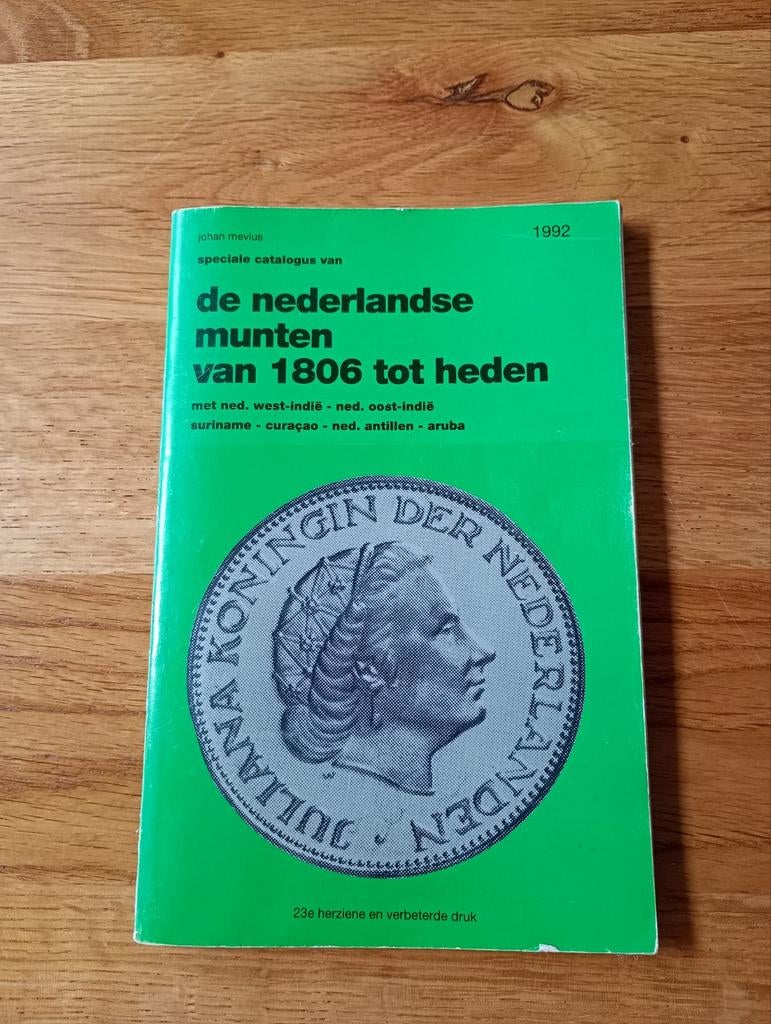 johan mevius
1992
speciale catalogus van
de nederlandse
munten
van 1806 tot heden
met ned. west-indië - ned. oost-indië
suriname - curaçao - ned. antillen - aruba
JULIANA KONINGIN DER NEDERLANDEN ·
23e herziene en verbeterde druk